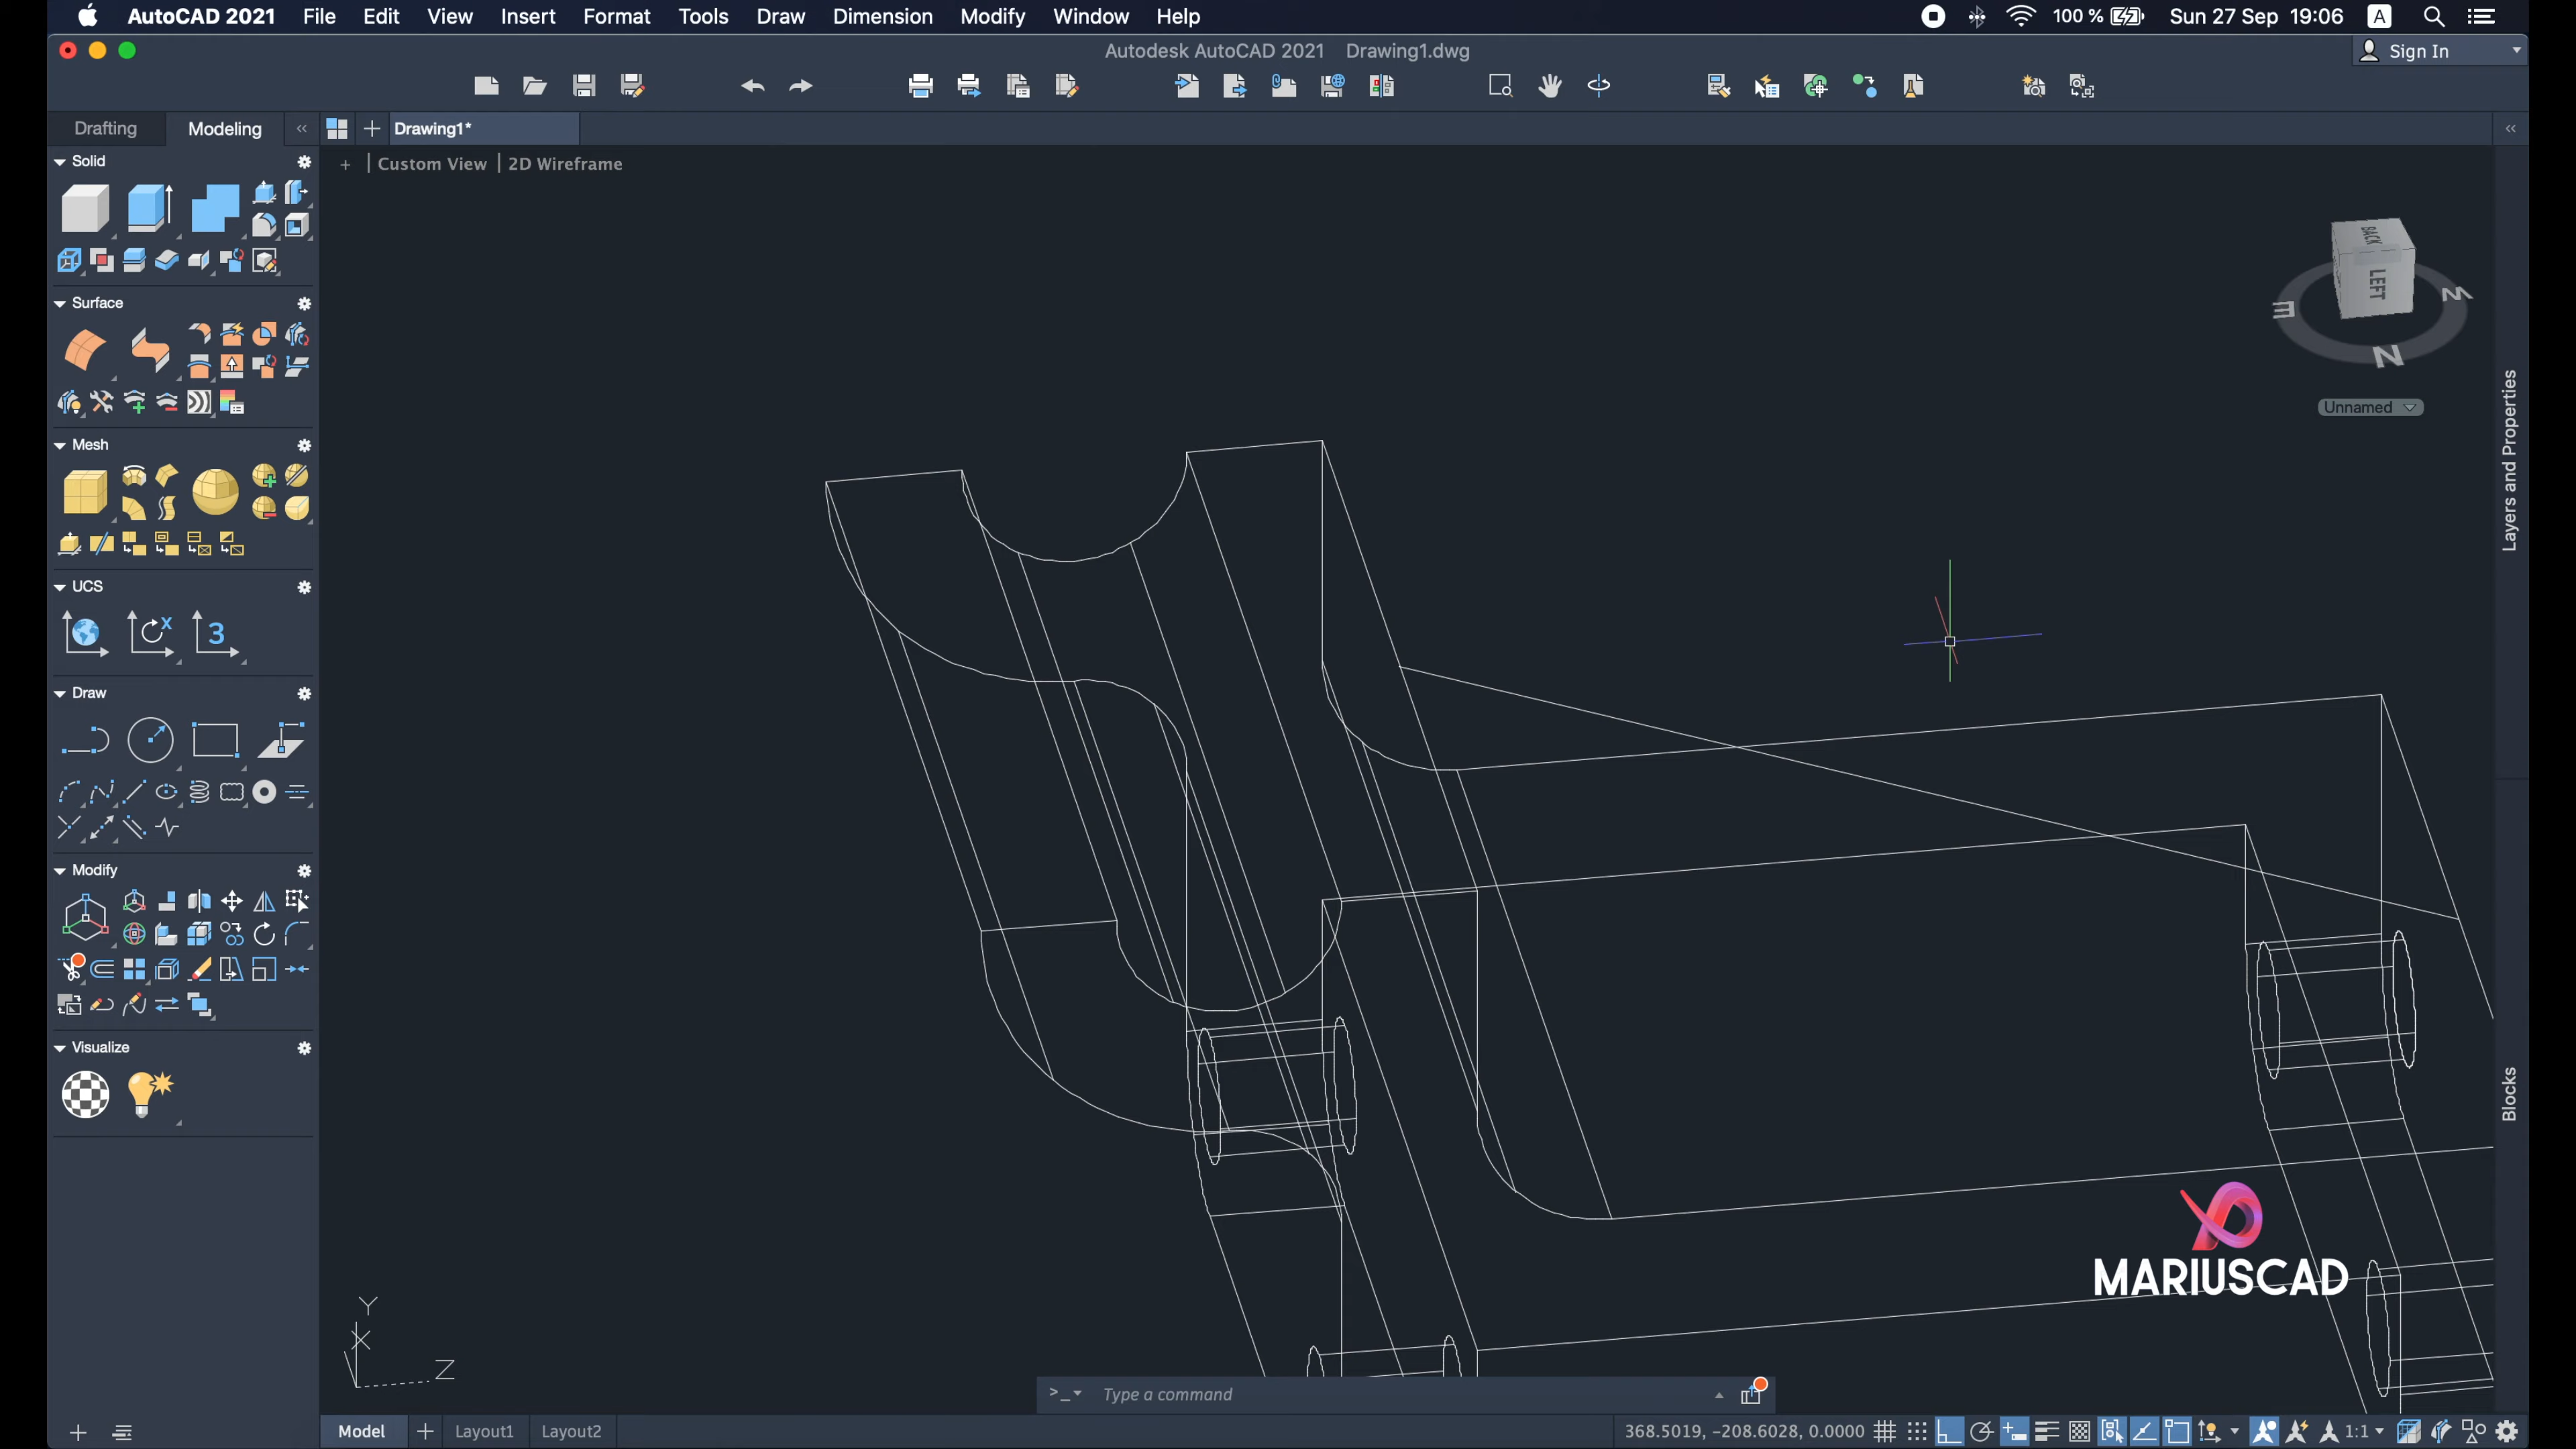 AutoCAD 2021 File Edit View Insert Format Tools Draw Dimension Modify Window Help 100 % Sun 27 Sep 19:06 A
Autodesk AutoCAD 2021 Drawing1.dwg Sign In
Drafting Modeling « + Drawing1* «
Solid
+ | Custom View | 2D Wireframe
BACK
LEFT
E W
N
Unnamed
Surface
Mesh
UCS
X 3
Draw
Modify
Visualize
Layers and Properties
Blocks
MARIUSCAD
Y
X
Z
>_ Type a command
Model + Layout1 Layout2 368.5019, -208.6028, 0.0000 1:1